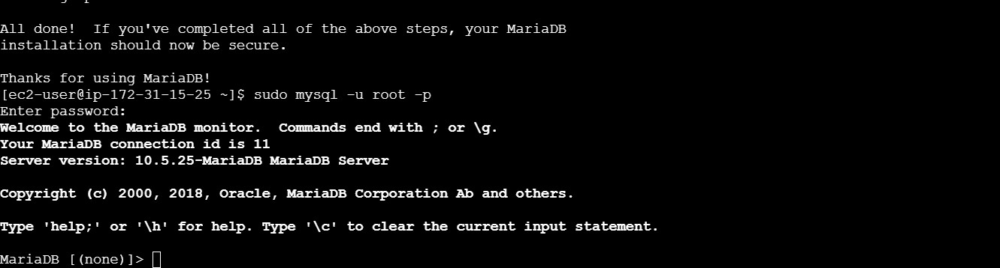 All done!  If you've completed all of the above steps, your MariaDB
installation should now be secure.
Thanks for using MariaDB!
[ec2-user@ip-172-31-15-25 ~]$ sudo mysql -u root -p
Enter password:
Welcome to the MariaDB monitor.  Commands end with ; or \g.
Your MariaDB connection id is 11
Server version: 10.5.25-MariaDB MariaDB Server
Copyright (c) 2000, 2018, Oracle, MariaDB Corporation Ab and others.
Type 'help;' or '\h' for help. Type '\c' to clear the current input statement.
MariaDB [(none)]>